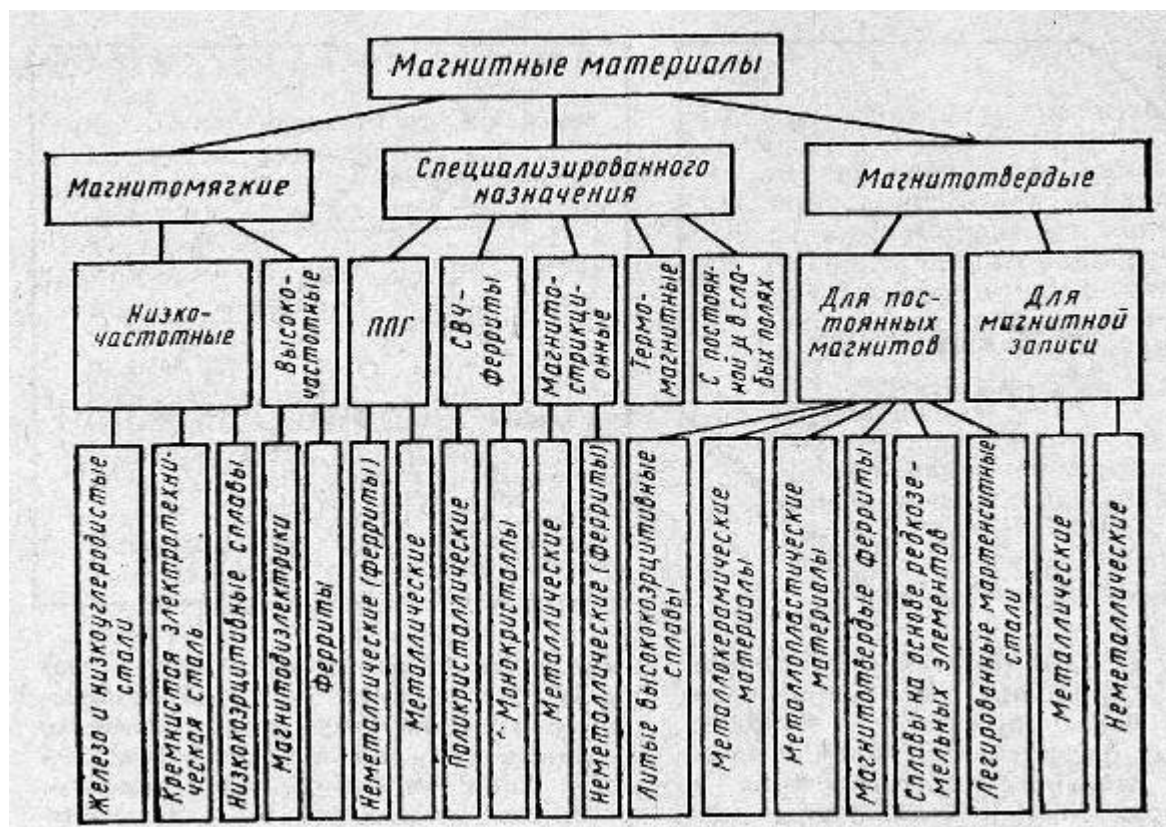 Магнитные материалы
Магнитомягкие
Специализированного
назначения
Магнитотвердые
Низко-
частотные
Высоко-
частотные
ППГ
СВЧ-
ферриты
Магнито-
стрикци-
онные
Термо-
магнитные
С постоян-
ной μ в сла-
бых полях
Для пос-
тоянных
магнитов
Для
магнитной
записи
Железо и низкоуглеродистые
стали
Кремнистая электротехни-
ческая сталь
Низкокоэрцитивные сплавы
Магнитодиэлектрики
Ферриты
Неметаллические (ферриты)
Металлические
Поликристаллические
Монокристаллы
Металлические
Неметоллические (ферриты)
Литые высококоэрцитивные
сплавы
Металлокерамические
материалы
Металлопластические
материалы
Магнитотвердые ферриты
Сплавы на основе редкозе-
мельных элементов
Легированные мартенситные
стали
Металлические
Неметаллические